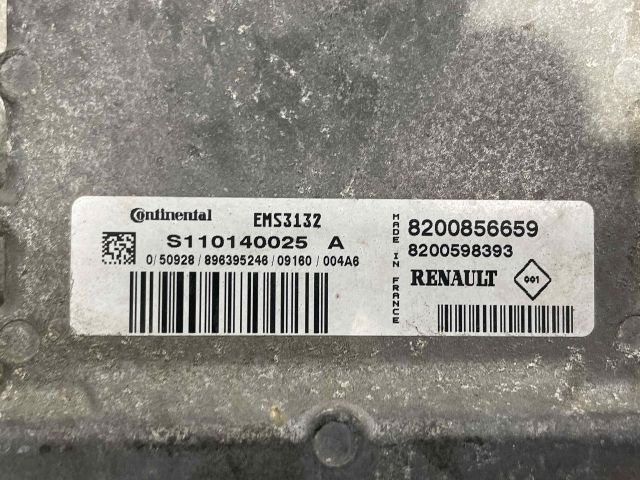 Continental EMS3132
S110140025 A
0/50928/896395246/09160/004A6
MADE IN FRANCE
8200856659
8200598393
RENAULT 001